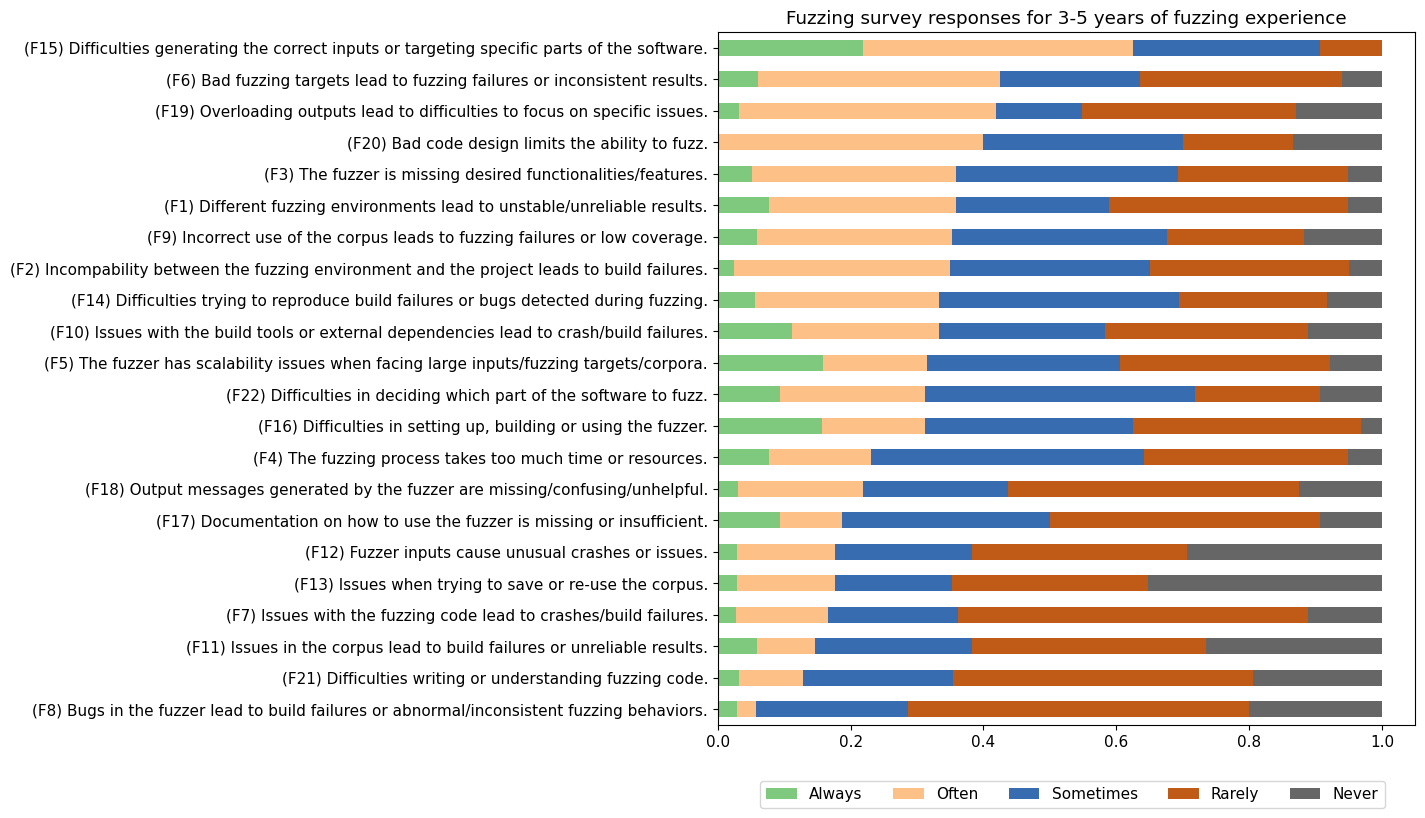 Fuzzing survey responses for 3-5 years of fuzzing experience
(F15) Difficulties generating the correct inputs or targeting specific parts of the software.
(F6) Bad fuzzing targets lead to fuzzing failures or inconsistent results.
(F19) Overloading outputs lead to difficulties to focus on specific issues.
(F20) Bad code design limits the ability to fuzz.
(F3) The fuzzer is missing desired functionalities/features.
(F1) Different fuzzing environments lead to unstable/unreliable results.
(F9) Incorrect use of the corpus leads to fuzzing failures or low coverage.
(F2) Incompability between the fuzzing environment and the project leads to build failures.
(F14) Difficulties trying to reproduce build failures or bugs detected during fuzzing.
(F10) Issues with the build tools or external dependencies lead to crash/build failures.
(F5) The fuzzer has scalability issues when facing large inputs/fuzzing targets/corpora.
(F22) Difficulties in deciding which part of the software to fuzz.
(F16) Difficulties in setting up, building or using the fuzzer.
(F4) The fuzzing process takes too much time or resources.
(F18) Output messages generated by the fuzzer are missing/confusing/unhelpful.
(F17) Documentation on how to use the fuzzer is missing or insufficient.
(F12) Fuzzer inputs cause unusual crashes or issues.
(F13) Issues when trying to save or re-use the corpus.
(F7) Issues with the fuzzing code lead to crashes/build failures.
(F11) Issues in the corpus lead to build failures or unreliable results.
(F21) Difficulties writing or understanding fuzzing code.
(F8) Bugs in the fuzzer lead to build failures or abnormal/inconsistent fuzzing behaviors.
0.0 0.2 0.4 0.6 0.8 1.0
Always Often Sometimes Rarely Never